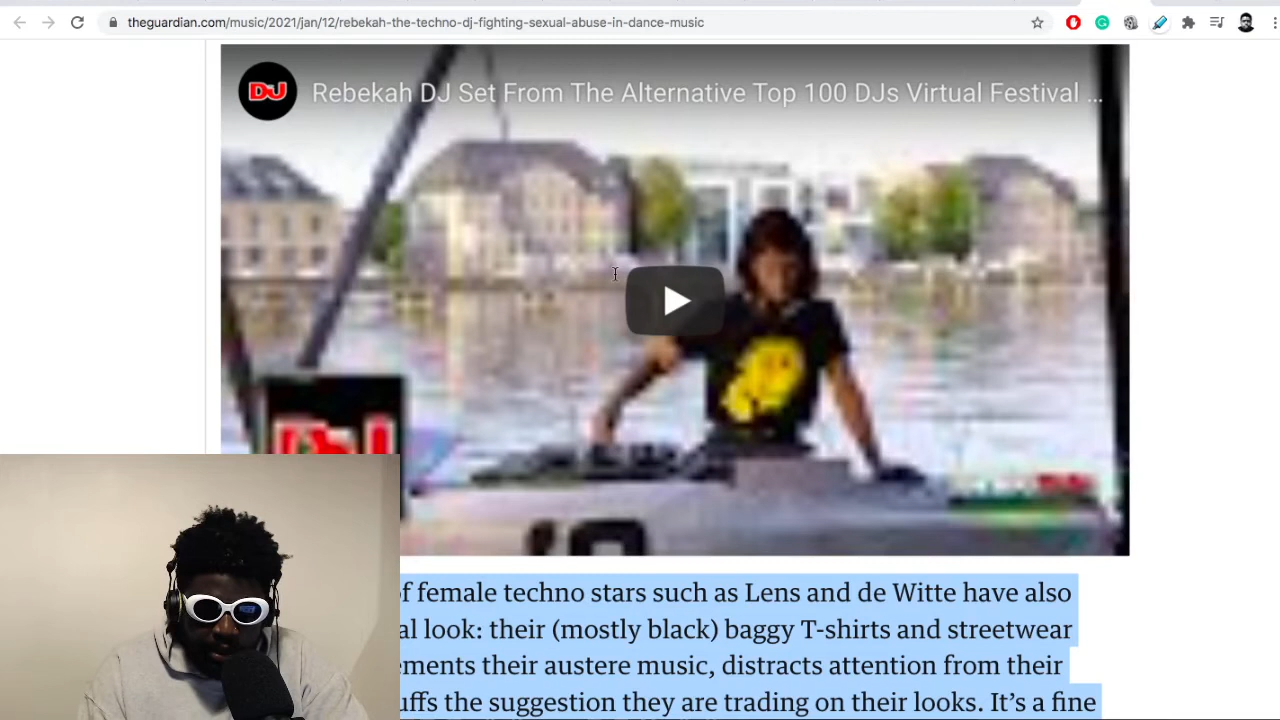 theguardian.com/music/2021/jan/12/rebekah-the-techno-dj-fighting-sexual-abuse-in-dance-music
DJ
Rebekah DJ Set From The Alternative Top 100 DJs Virtual Festival ...
DJ
of female techno stars such as Lens and de Witte have also
al look: their (mostly black) baggy T-shirts and streetwear
ements their austere music, distracts attention from their
uffs the suggestion they are trading on their looks. It’s a fine